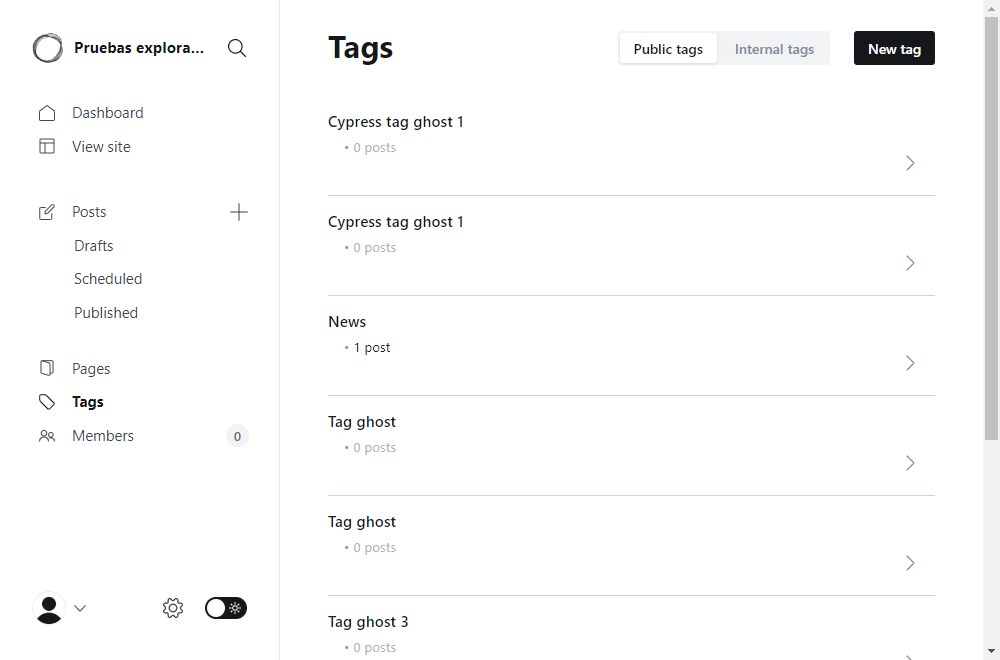 Pruebas explora...
Dashboard
View site
Posts
Drafts
Scheduled
Published
Pages
Tags
Members
0
Tags
Public tags
Internal tags
New tag
Cypress tag ghost 1
• 0 posts
Cypress tag ghost 1
• 0 posts
News
• 1 post
Tag ghost
• 0 posts
Tag ghost
• 0 posts
Tag ghost 3
• 0 posts